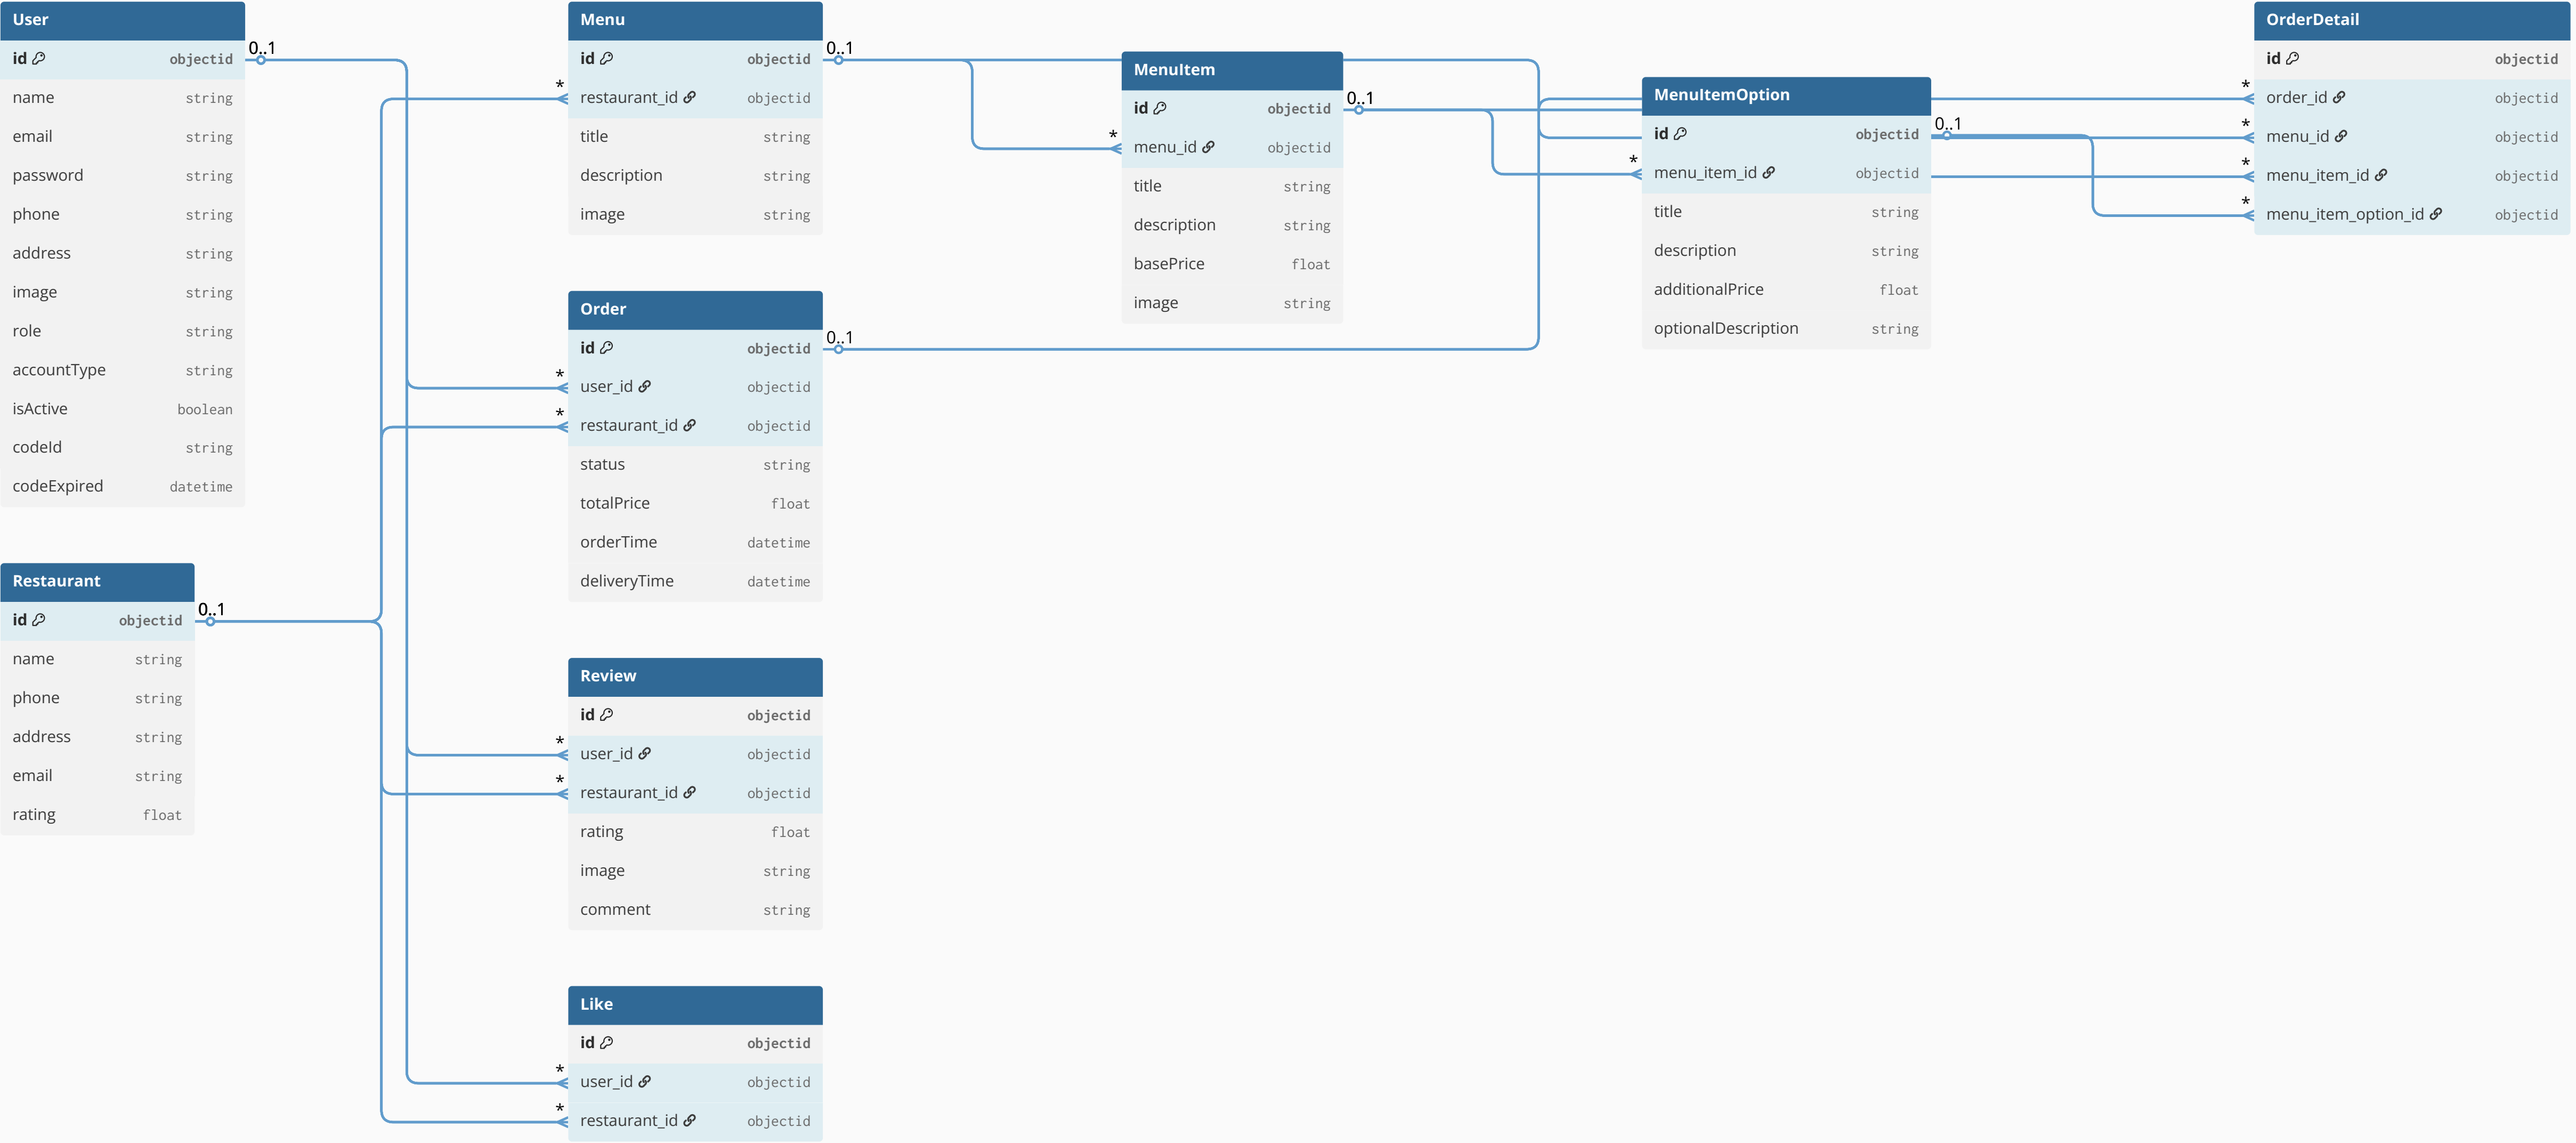 User
id objectid
name string
email string
password string
phone string
address string
image string
role string
accountType string
isActive boolean
codeId string
codeExpired datetime
0..1
Restaurant
id objectid
name string
phone string
address string
email string
rating float
0..1
Menu
id objectid
* restaurant_id objectid
title string
description string
image string
0..1
Order
id objectid
* user_id objectid
* restaurant_id objectid
status string
totalPrice float
orderTime datetime
deliveryTime datetime
0..1
Review
id objectid
* user_id objectid
* restaurant_id objectid
rating float
image string
comment string
Like
id objectid
* user_id objectid
* restaurant_id objectid
MenuItem
id objectid
* menu_id objectid
title string
description string
basePrice float
image string
0..1
MenuItemOption
id objectid
* menu_item_id objectid
title string
description string
additionalPrice float
optionalDescription string
0..1
OrderDetail
id objectid
* order_id objectid
* menu_id objectid
* menu_item_id objectid
* menu_item_option_id objectid